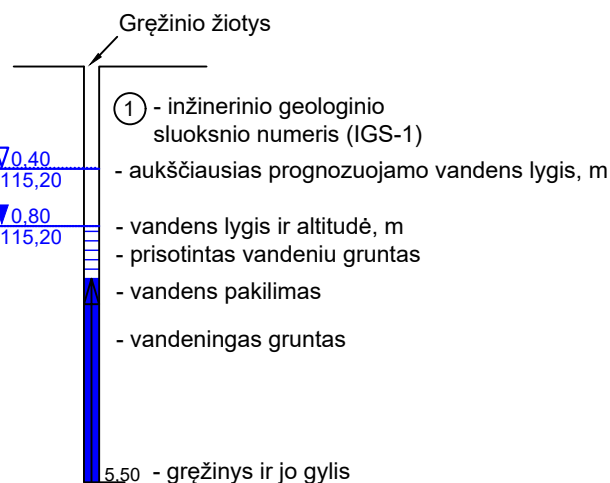 Gręžinio žiotys
1 - inžinerinio geologinio
sluoksnio numeris (IGS-1)
0,40
115,20
- aukščiausias prognozuojamo vandens lygis, m
0,80
115,20
- vandens lygis ir altitudė, m
- prisotintas vandeniu gruntas
- vandens pakilimas
- vandeningas gruntas
5,50 - gręžinys ir jo gylis